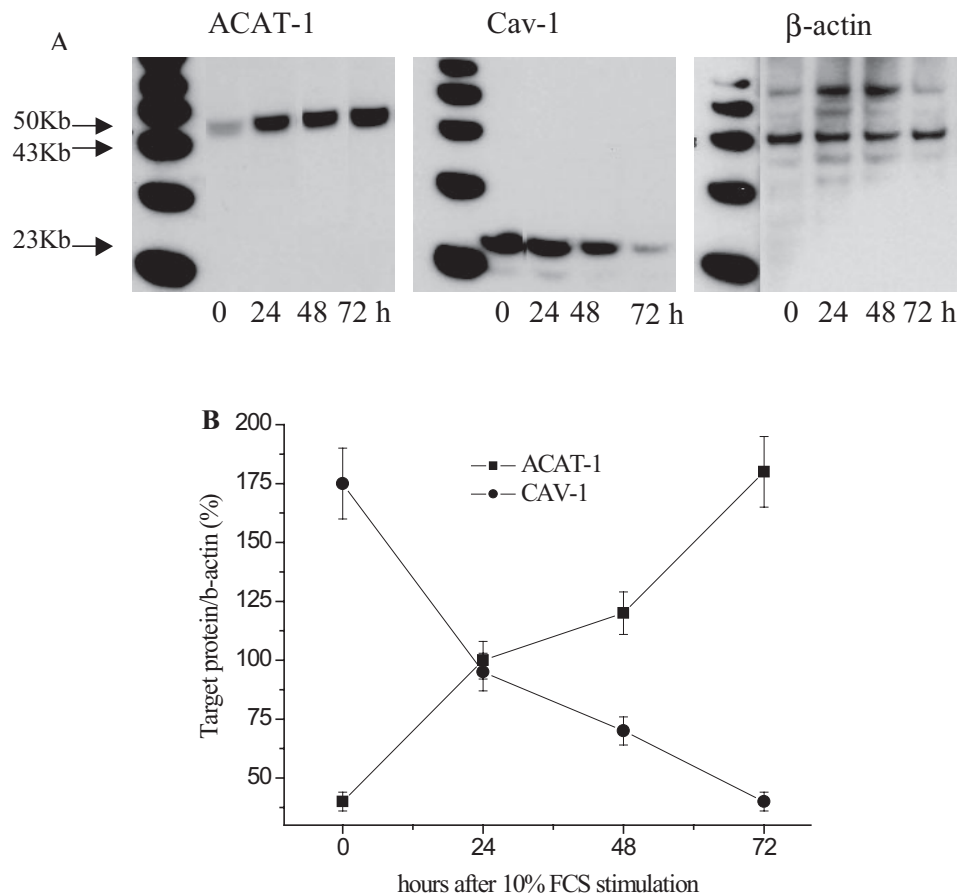 ACAT-1 Cav-1 β-actin
A
50Kb
43Kb
23Kb
0 24 48 72 h 0 24 48 72 h 0 24 48 72 h
B
200
175
150
125
100
75
50
Target protein/b-actin (%)
ACAT-1
CAV-1
0 24 48 72
hours after 10% FCS stimulation